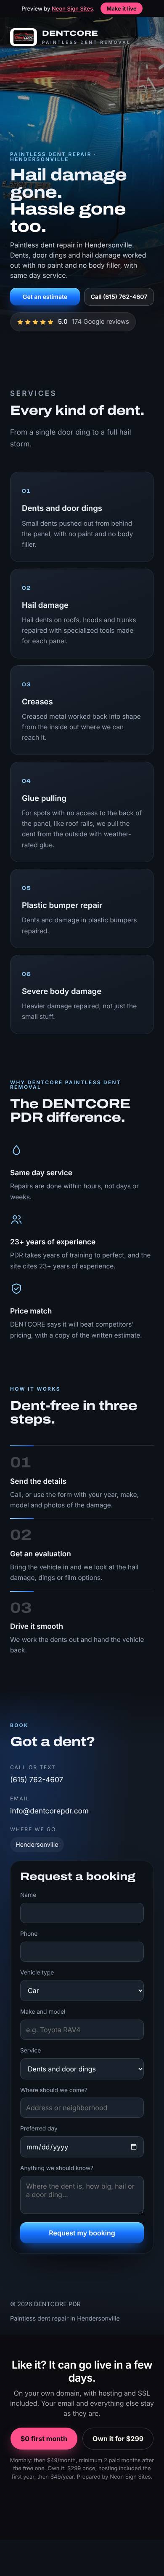 Preview by Neon Sign Sites. Make it live
DENTCORE
PAINTLESS DENT REMOVAL
PAINTLESS DENT REPAIR ·
HENDERSONVILLE
Hail damage
gone.
Hassle gone
too.
Paintless dent repair in Hendersonville.
Dents, door dings and hail damage worked
out with no paint and no body filler, with
same day service.
Get an estimate
Call (615) 762-4607
★★★★★ 5.0 174 Google reviews
SERVICES
Every kind of dent.
From a single door ding to a full hail
storm.
01
Dents and door dings
Small dents pushed out from behind
the panel, with no paint and no body
filler.
02
Hail damage
Hail dents on roofs, hoods and trunks
repaired with specialized tools made
for each panel.
03
Creases
Creased metal worked back into shape
from the inside out where we can
reach it.
04
Glue pulling
For spots with no access to the back of
the panel, like roof rails, we pull the
dent from the outside with weather-
rated glue.
05
Plastic bumper repair
Dents and damage in plastic bumpers
repaired.
06
Severe body damage
Heavier damage repaired, not just the
small stuff.
WHY DENTCORE PAINTLESS DENT
REMOVAL
The DENTCORE
PDR difference.
Same day service
Repairs are done within hours, not days or
weeks.
23+ years of experience
PDR takes years of training to perfect, and the
site cites 23+ years of experience.
Price match
DENTCORE says it will beat competitors'
pricing, with a copy of the written estimate.
HOW IT WORKS
Dent-free in three
steps.
01
Send the details
Call, or use the form with your year, make,
model and photos of the damage.
02
Get an evaluation
Bring the vehicle in and we look at the hail
damage, dings or film options.
03
Drive it smooth
We work the dents out and hand the vehicle
back.
BOOK
Got a dent?
CALL OR TEXT
(615) 762-4607
EMAIL
info@dentcorepdr.com
WHERE WE GO
Hendersonville
Request a booking
Name
Phone
Vehicle type
Car
Make and model
e.g. Toyota RAV4
Service
Dents and door dings
Where should we come?
Address or neighborhood
Preferred day
mm/dd/yyyy
Anything we should know?
Where the dent is, how big, hail or
a door ding...
Request my booking
© 2026 DENTCORE PDR
Paintless dent repair in Hendersonville
Like it? It can go live in a few
days.
On your own domain, with hosting and SSL
included. Your email and everything else stay
as they are.
$0 first month
Own it for $299
Monthly: then $49/month, minimum 2 paid months after
the free one. Own it: $299 once, hosting included the
first year, then $49/year. Prepared by Neon Sign Sites.